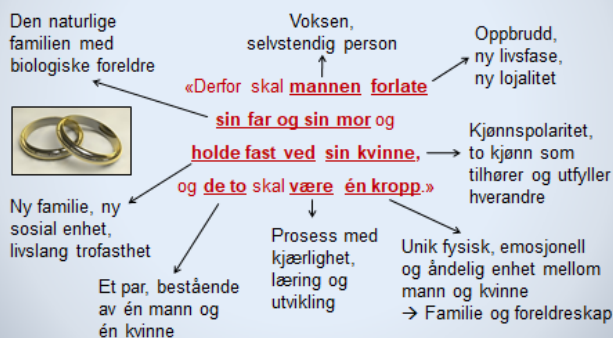 Den naturlige
familien med
biologiske foreldre
Voksen,
selvstendig person
Oppbrudd,
ny livsfase,
ny lojalitet
«Derfor skal mannen forlate
sin far og sin mor og
holde fast ved sin kvinne,
og de to skal være én kropp.»
Kjønnspolaritet,
to kjønn som
tilhører og utfyller
hverandre
Ny familie, ny
sosial enhet,
livslang trofasthet
Et par, bestående
av én mann og
én kvinne
Prosess med
kjærlighet,
læring og
utvikling
Unik fysisk, emosjonell
og åndelig enhet mellom
mann og kvinne
→ Familie og foreldreskap